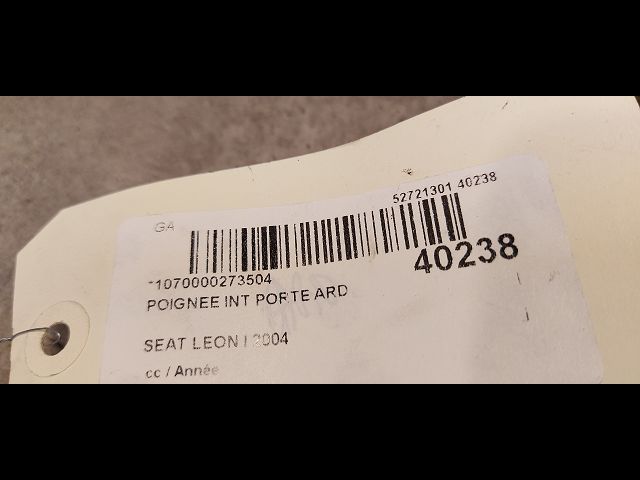 52721301 40238
GA
40238
*1070000273504
POIGNEE INT PORTE ARD
SEAT LEON I 2004
cc / Année